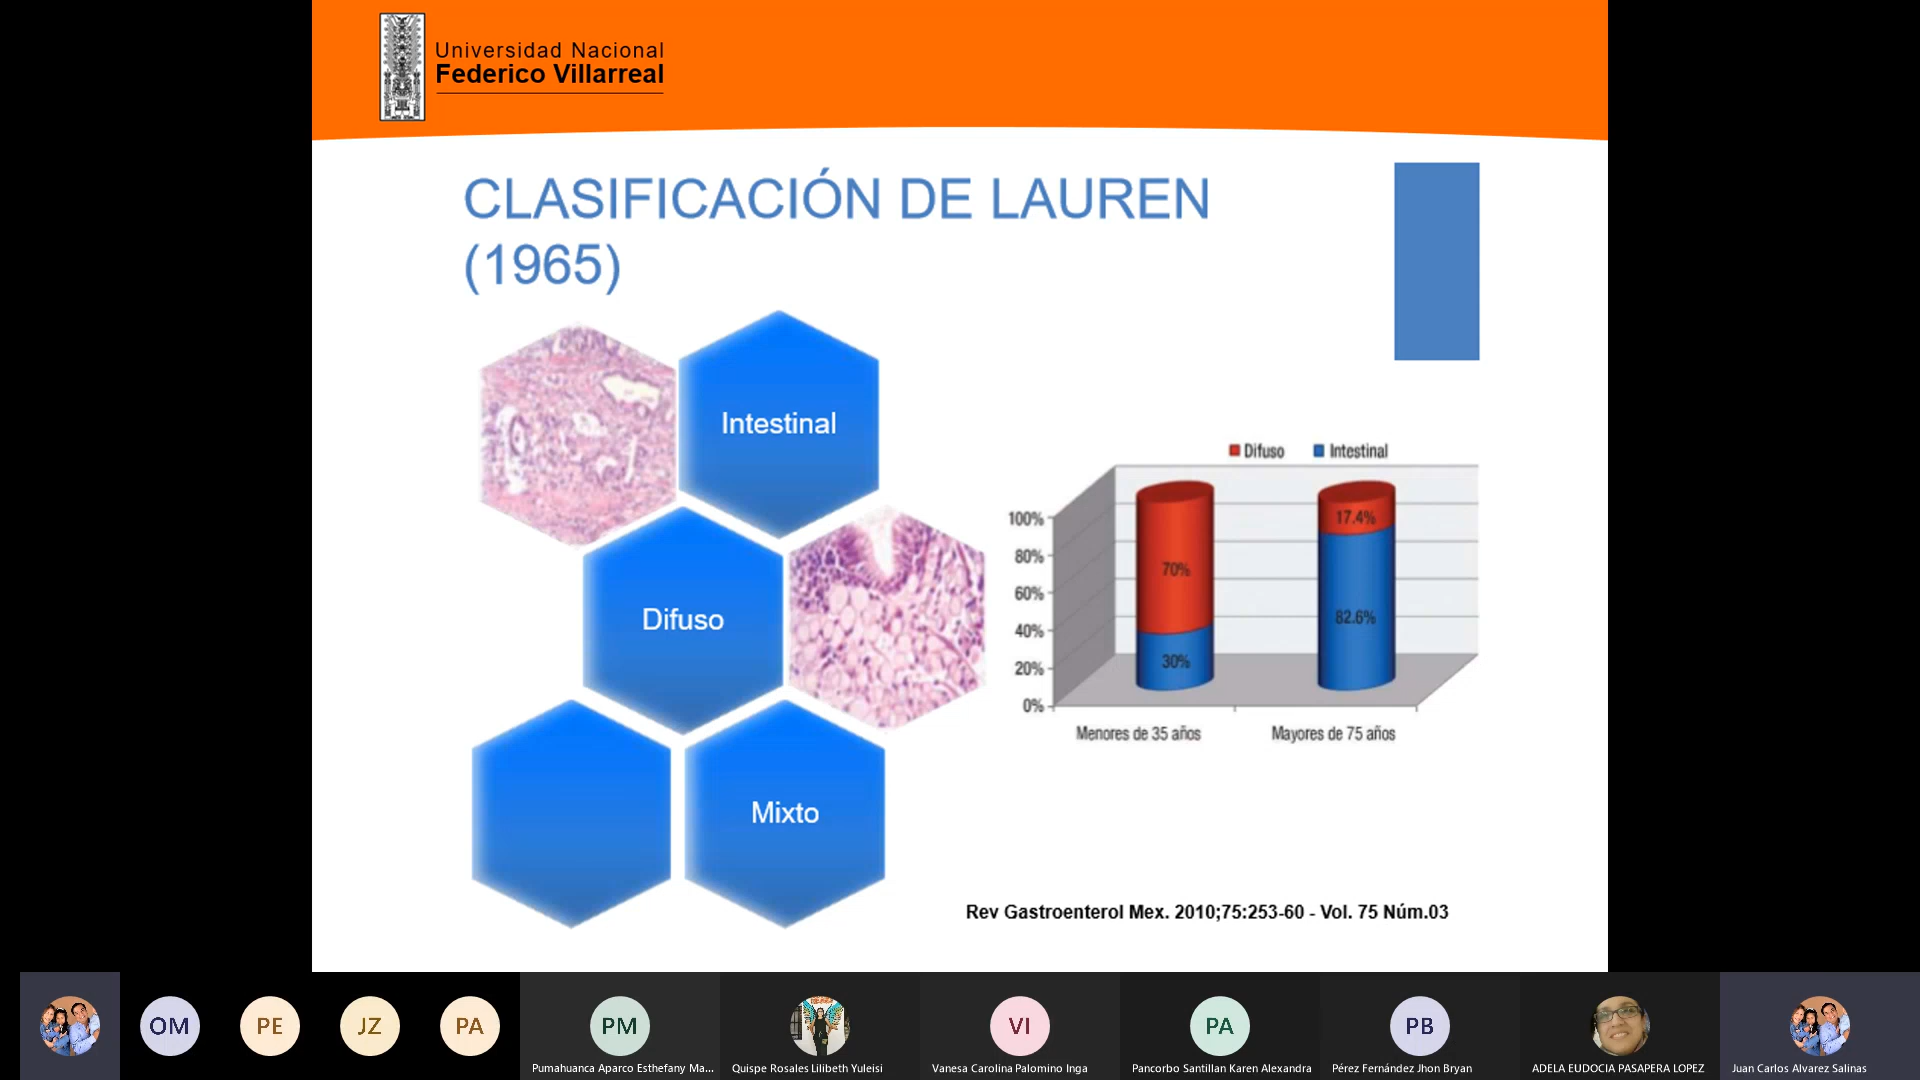 Universidad Nacional
Federico Villarreal
CLASIFICACIÓN DE LAUREN
(1965)
Intestinal
Difuso
Mixto
Difuso Intestinal
100%
80%
60%
40%
20%
0%
70%
30%
17.4%
82.6%
Menores de 35 años
Mayores de 75 años
Rev Gastroenterol Mex. 2010;75:253-60 - Vol. 75 Núm.03
OM
PE
JZ
PA
PM
VI
PA
PB
Pumahuanca Aparco Esthefany Ma...
Quispe Rosales Lilibeth Yuleisi
Vanesa Carolina Palomino Inga
Pancorbo Santillan Karen Alexandra
Pérez Fernández Jhon Bryan
ADELA EUDOCIA PASAPERA LOPEZ
Juan Carlos Alvarez Salinas